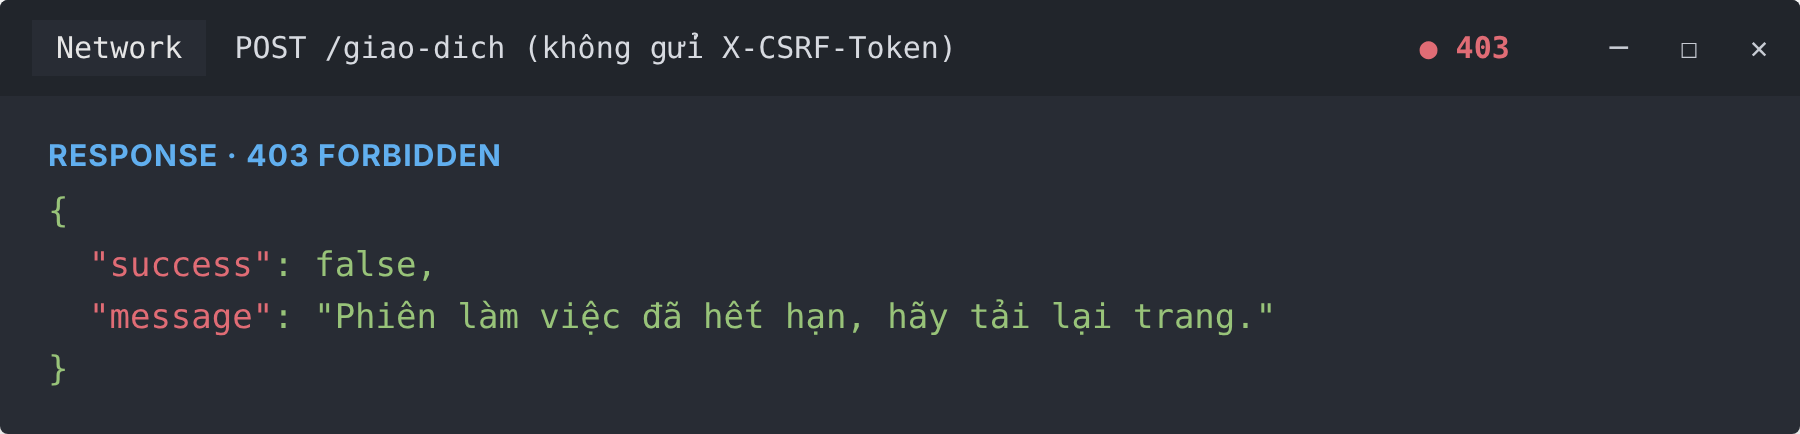 Network POST /giao-dich (không gửi X-CSRF-Token) ● 403
RESPONSE · 403 FORBIDDEN
{
  "success": false,
  "message": "Phiên làm việc đã hết hạn, hãy tải lại trang."
}